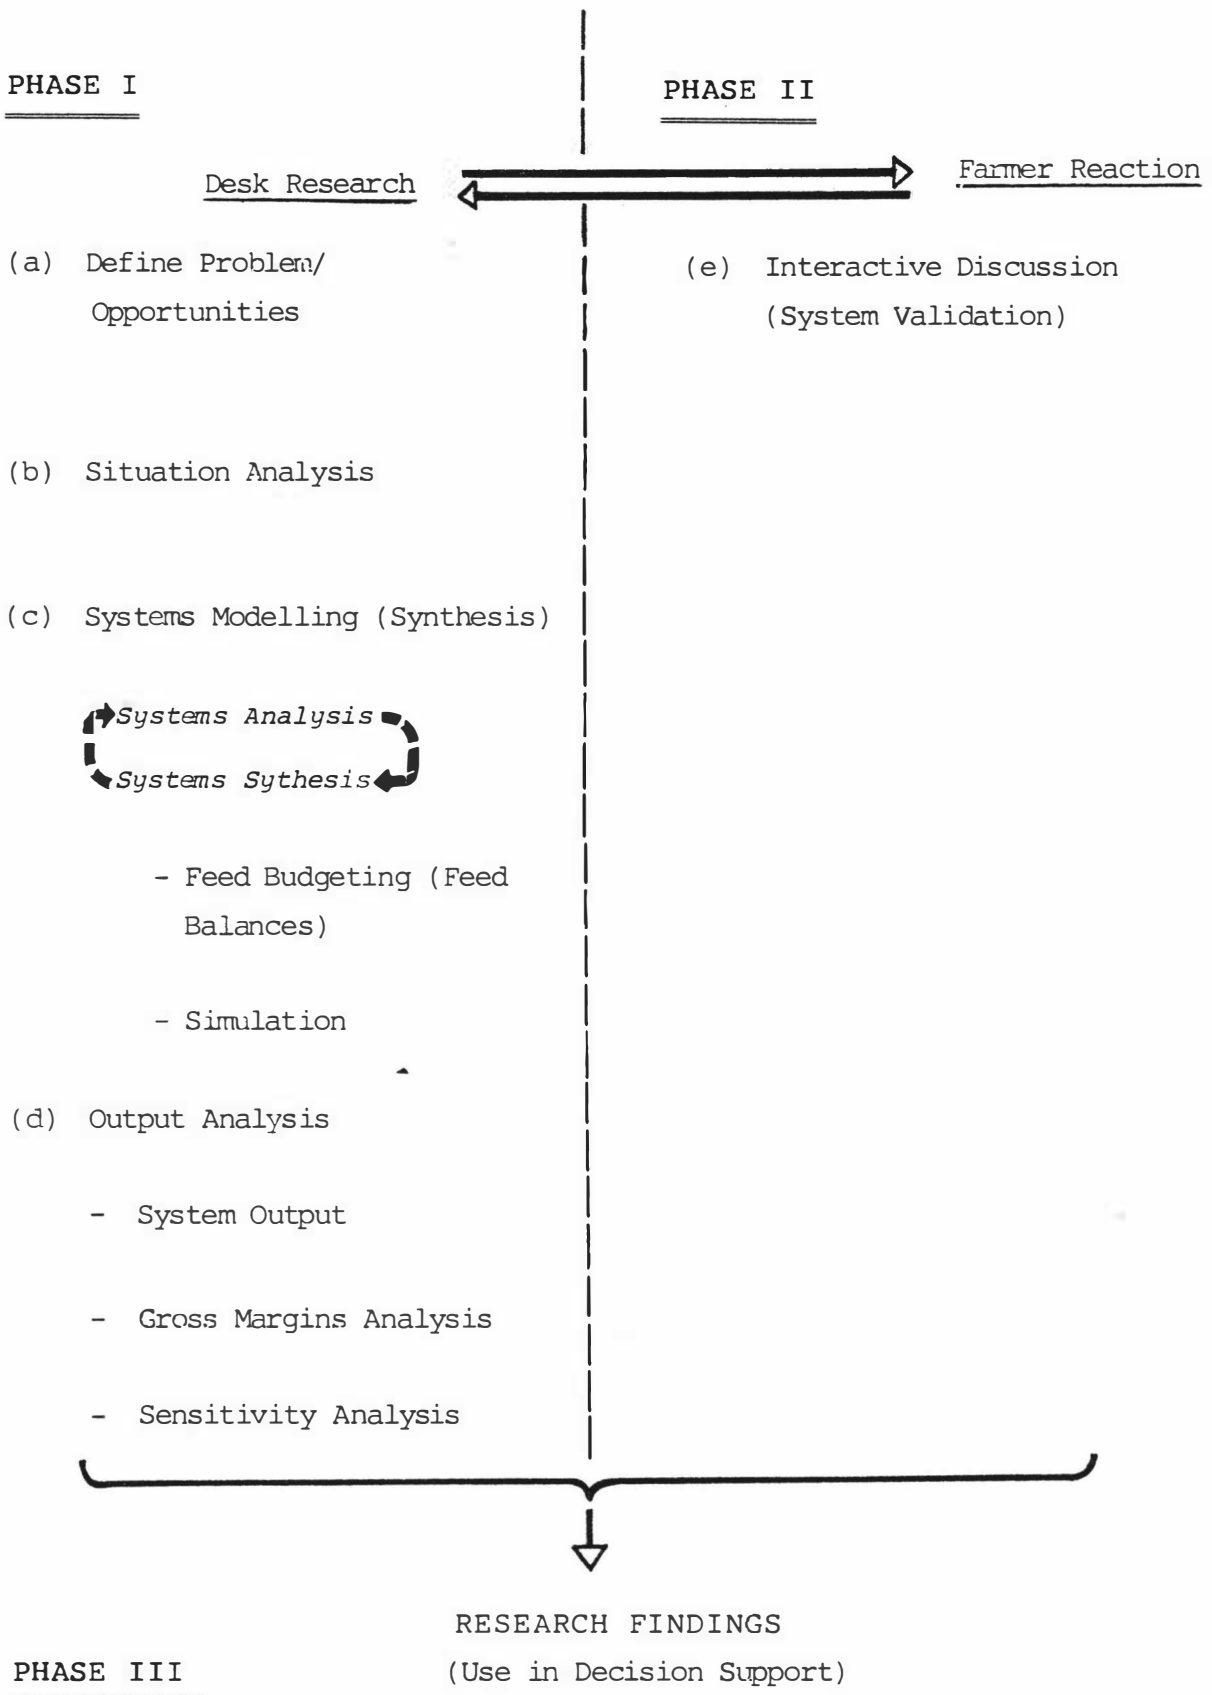 PHASE I
PHASE II
Desk Research
Farmer Reaction
(a) Define Problem/
Opportunities
(e) Interactive Discussion
(System Validation)
(b) Situation Analysis
(c) Systems Modelling (Synthesis)
Systems Analysis
Systems Sythesis
- Feed Budgeting (Feed
Balances)
- Simulation
(d) Output Analysis
- System Output
- Gross Margins Analysis
- Sensitivity Analysis
RESEARCH FINDINGS
PHASE III
(Use in Decision Support)